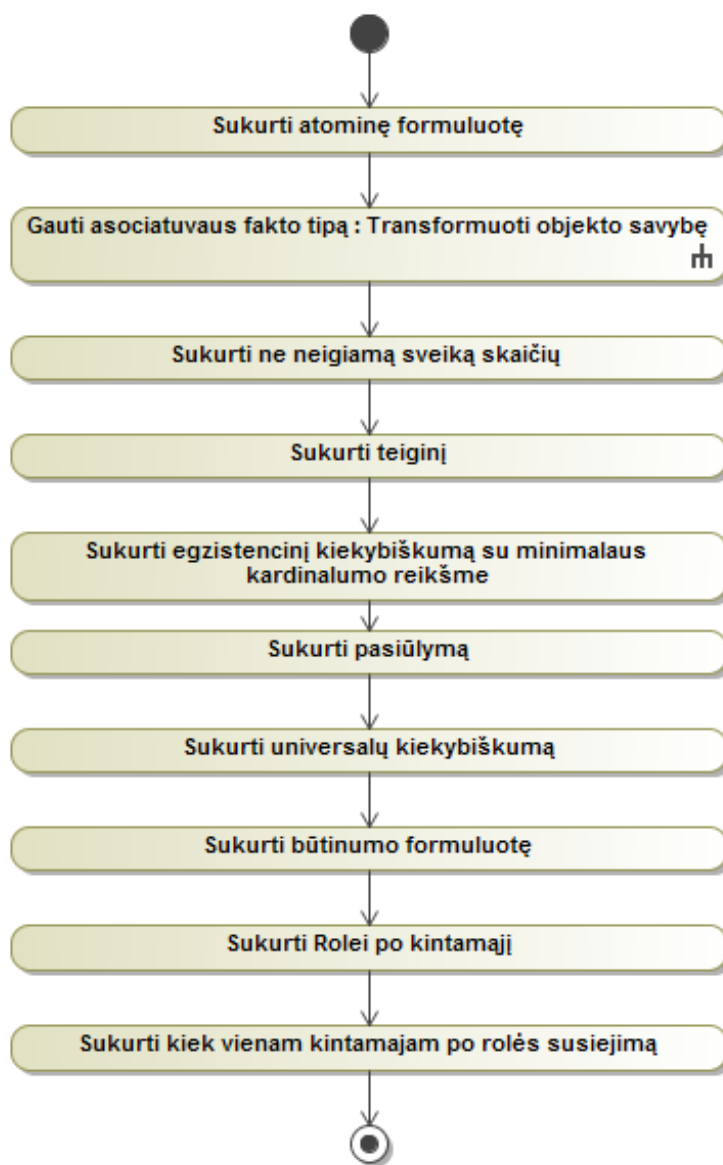 Sukurti atominę formuluotę
Gauti asociatuvaus fakto tipą : Transformuoti objekto savybę
Sukurti ne neigiamą sveiką skaičių
Sukurti teiginį
Sukurti egzistencinį kiekybiškumą su minimalaus
kardinalumo reikšme
Sukurti pasiūlymą
Sukurti universalų kiekybiškumą
Sukurti būtinumo formuluotę
Sukurti Rolei po kintamąjį
Sukurti kiek vienam kintamajam po rolės susiejimą